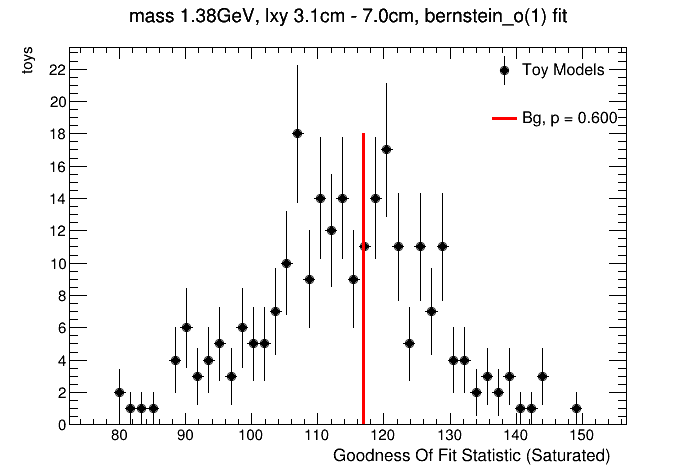 mass 1.38GeV, lxy 3.1cm - 7.0cm, bernstein_o(1) fit
toys
Toy Models
Bg, p = 0.600
22
20
18
16
14
12
10
8
6
4
2
0
80 90 100 110 120 130 140 150
Goodness Of Fit Statistic (Saturated)